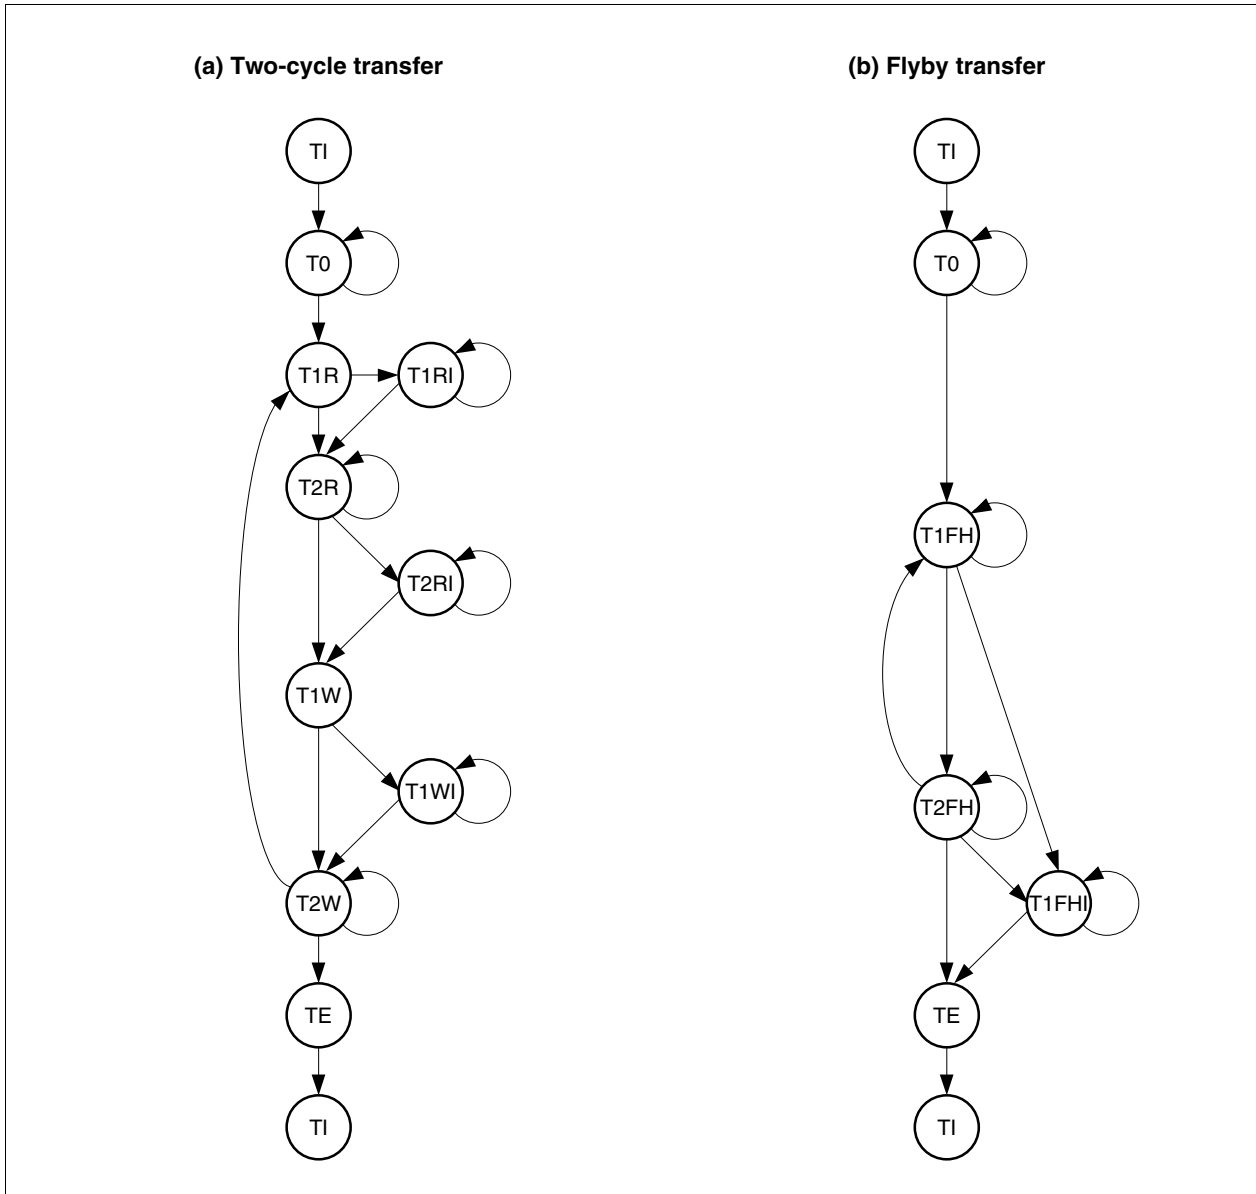 (a) Two-cycle transfer
TI
T0
T1R
T1RI
T2R
T2RI
T1W
T1WI
T2W
TE
TI
(b) Flyby transfer
TI
T0
T1FH
T2FH
T1FHI
TE
TI